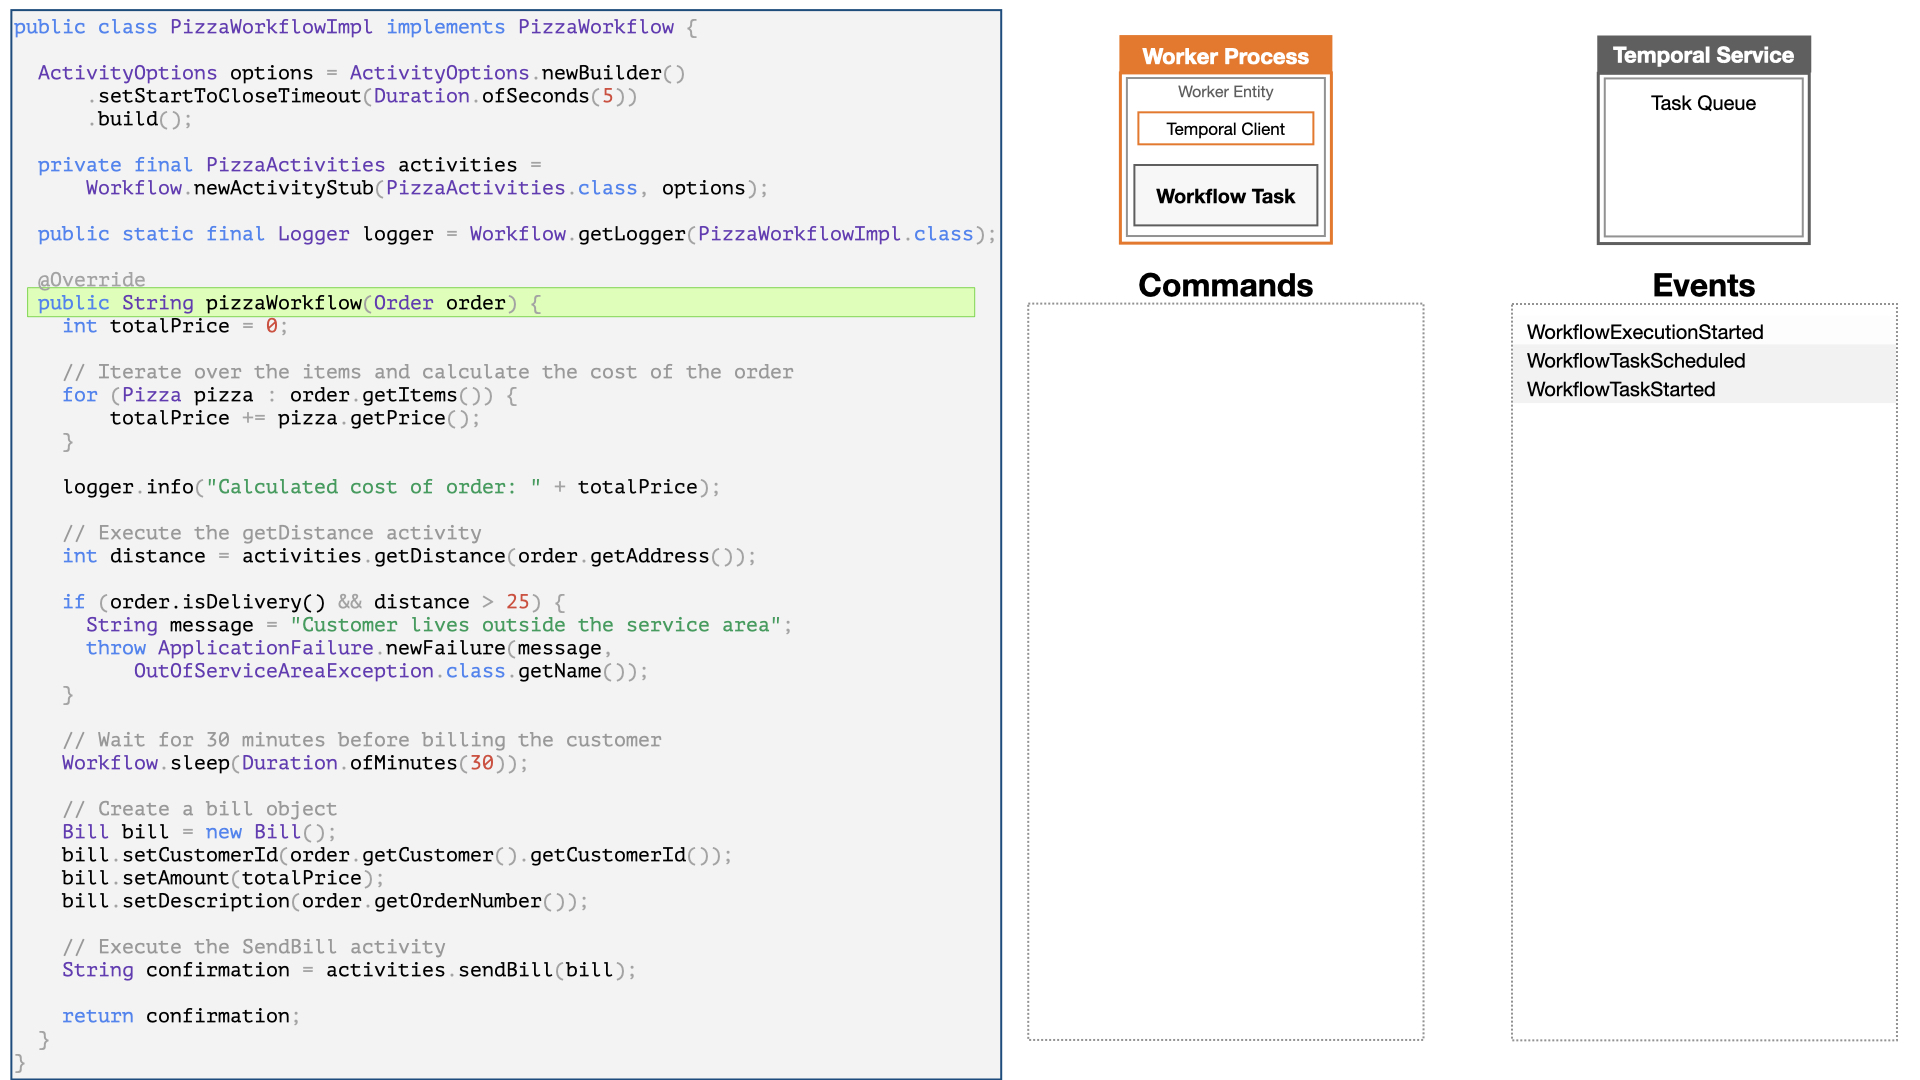 public class PizzaWorkflowImpl implements PizzaWorkflow {
ActivityOptions options = ActivityOptions.newBuilder()
.setStartToCloseTimeout(Duration.ofSeconds(5))
.build();
private final PizzaActivities activities =
Workflow.newActivityStub(PizzaActivities.class, options);
public static final Logger logger = Workflow.getLogger(PizzaWorkflowImpl.class);
@Override
public String pizzaWorkflow(Order order) {
int totalPrice = 0;
// Iterate over the items and calculate the cost of the order
for (Pizza pizza : order.getItems()) {
totalPrice += pizza.getPrice();
}
logger.info("Calculated cost of order: " + totalPrice);
// Execute the getDistance activity
int distance = activities.getDistance(order.getAddress());
if (order.isDelivery() && distance > 25) {
String message = "Customer lives outside the service area";
throw ApplicationFailure.newFailure(message,
OutOfServiceAreaException.class.getName());
}
// Wait for 30 minutes before billing the customer
Workflow.sleep(Duration.ofMinutes(30));
// Create a bill object
Bill bill = new Bill();
bill.setCustomerId(order.getCustomer().getCustomerId());
bill.setAmount(totalPrice);
bill.setDescription(order.getOrderNumber());
// Execute the SendBill activity
String confirmation = activities.sendBill(bill);
return confirmation;
}
}
Worker Process
Worker Entity
Temporal Client
Workflow Task
Commands
Temporal Service
Task Queue
Events
WorkflowExecutionStarted
WorkflowTaskScheduled
WorkflowTaskStarted